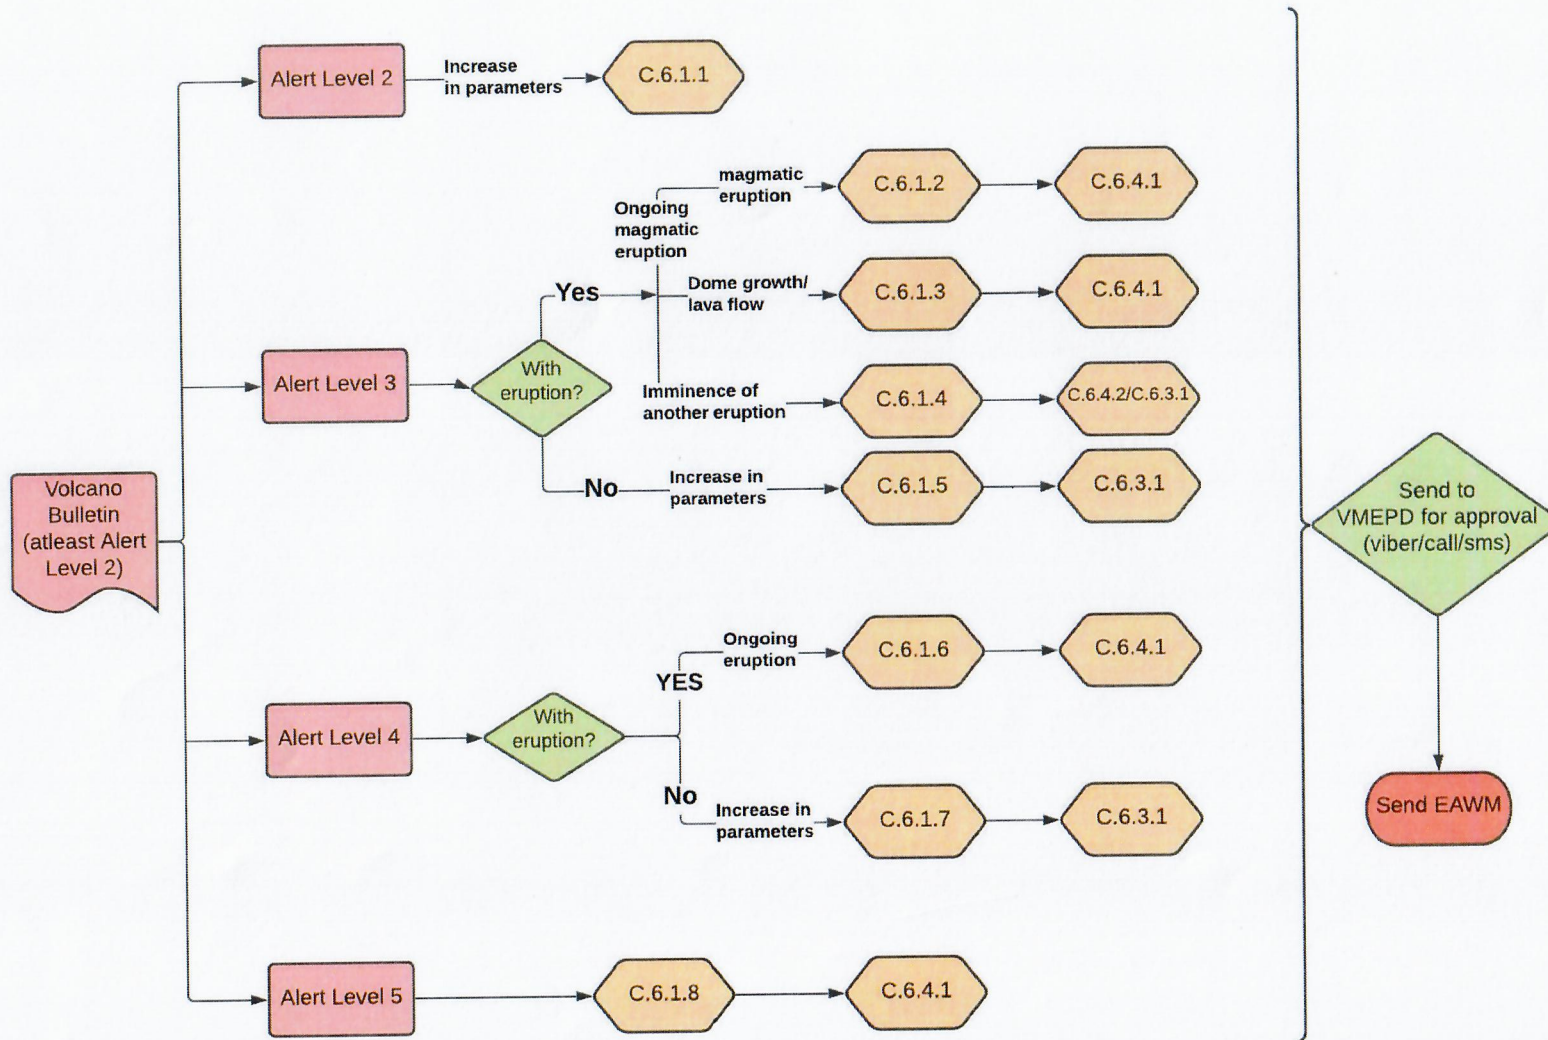 Alert Level 2
Increase
in parameters
C.6.1.1
magmatic
eruption
C.6.1.2
C.6.4.1
Ongoing
magmatic
eruption
Yes
Dome growth/
lava flow
C.6.1.3
C.6.4.1
Alert Level 3
With
eruption?
Imminence of
another eruption
C.6.1.4
C.6.4.2/C.6.3.1
No
Increase in
parameters
C.6.1.5
C.6.3.1
Volcano
Bulletin
(atleast Alert
Level 2)
Send to
VMEPD for approval
(viber/call/sms)
Ongoing
eruption
C.6.1.6
C.6.4.1
YES
Alert Level 4
With
eruption?
No
Increase in
parameters
C.6.1.7
C.6.3.1
Send EAWM
Alert Level 5
C.6.1.8
C.6.4.1